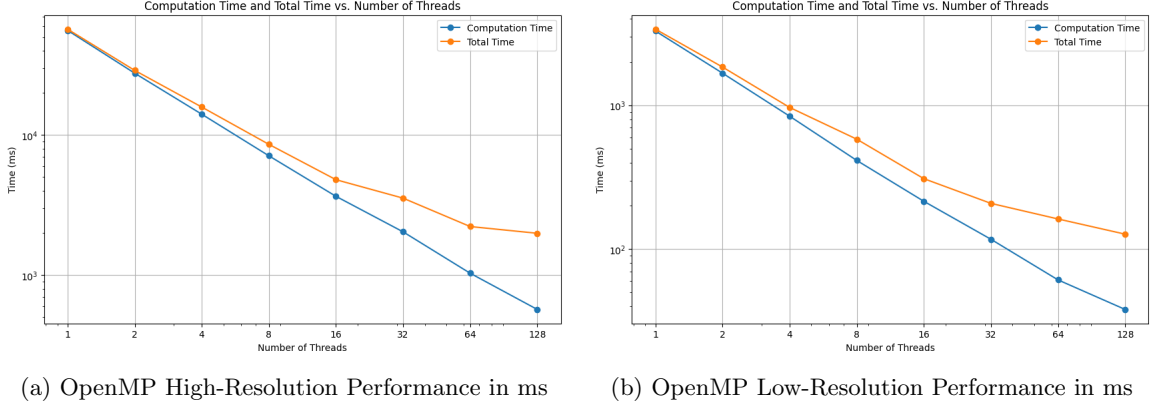 Computation Time and Total Time vs. Number of Threads
Computation Time
Total Time
10^4
10^3
Time (ms)
1 2 4 8 16 32 64 128
Number of Threads
(a) OpenMP High-Resolution Performance in ms
Computation Time and Total Time vs. Number of Threads
Computation Time
Total Time
10^3
10^2
Time (ms)
1 2 4 8 16 32 64 128
Number of Threads
(b) OpenMP Low-Resolution Performance in ms